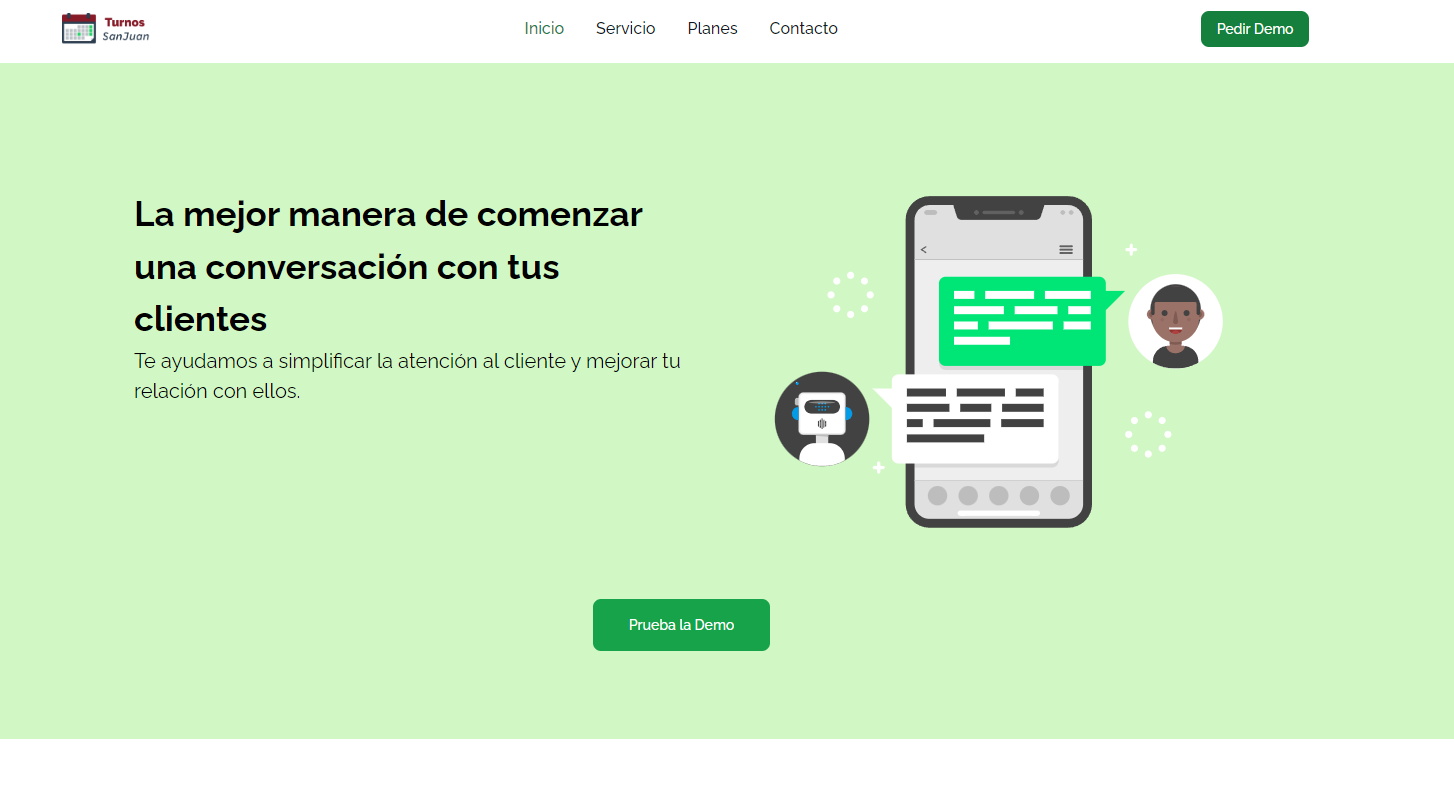 Turnos
SanJuan
Inicio Servicio Planes Contacto
Pedir Demo
La mejor manera de comenzar
una conversación con tus
clientes
Te ayudamos a simplificar la atención al cliente y mejorar tu
relación con ellos.
Prueba la Demo